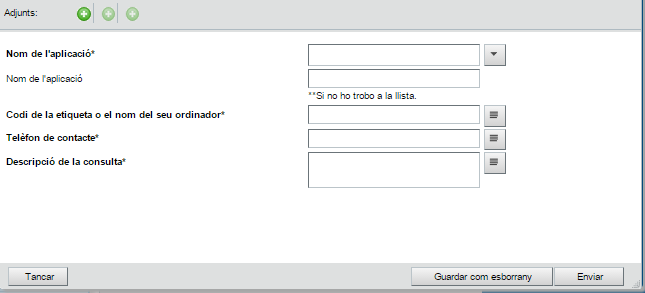 Adjunts:
Nom de l'aplicació*
Nom de l'aplicació
**Si no ho trobo a la llista.
Codi de la etiqueta o el nom del seu ordinador*
Telèfon de contacte*
Descripció de la consulta*
Tancar
Guardar com esborrany
Enviar